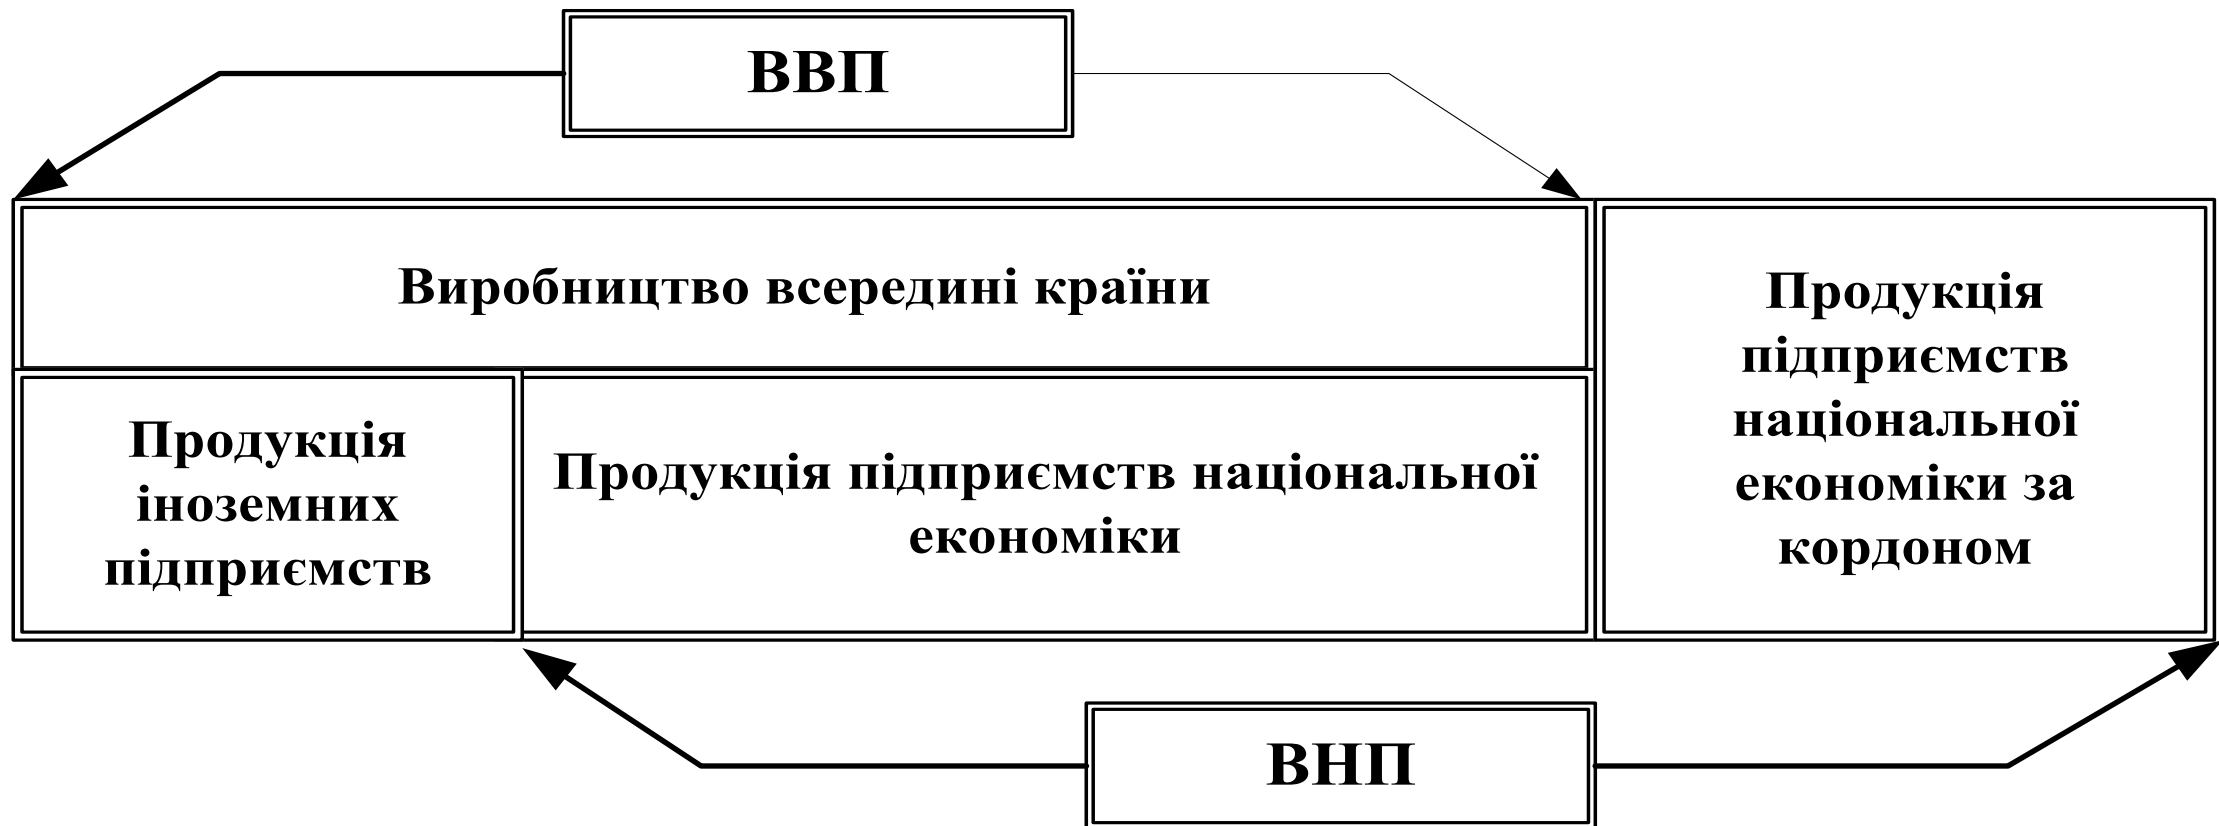 ВВП
Виробництво всередині країни
Продукція
підприємств
національної
економіки за
кордоном
Продукція
іноземних
підприємств
Продукція підприємств національної
економіки
ВНП